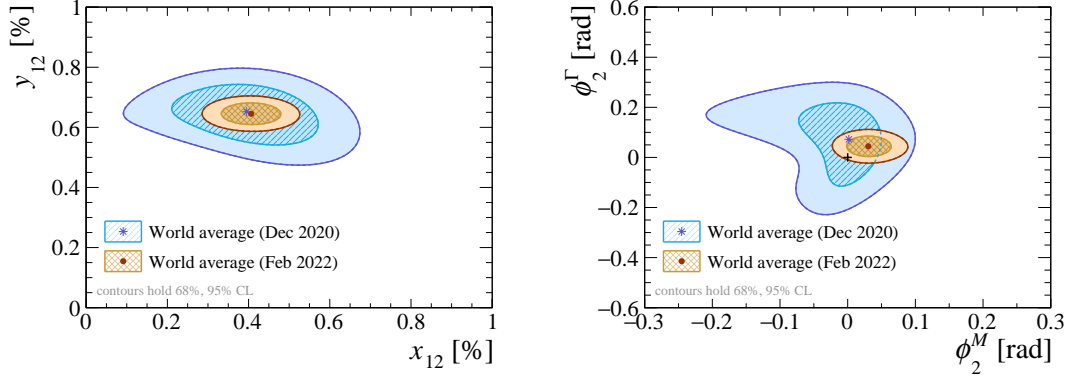 y12 [%]
1
0.8
0.6
0.4
0.2
0
World average (Dec 2020)
World average (Feb 2022)
contours hold 68%, 95% CL
0 0.2 0.4 0.6 0.8 1
x12 [%]
ϕ2Γ [rad]
0.6
0.4
0.2
0
−0.2
−0.4
−0.6
World average (Dec 2020)
World average (Feb 2022)
contours hold 68%, 95% CL
−0.3 −0.2 −0.1 0 0.1 0.2 0.3
ϕ2M [rad]